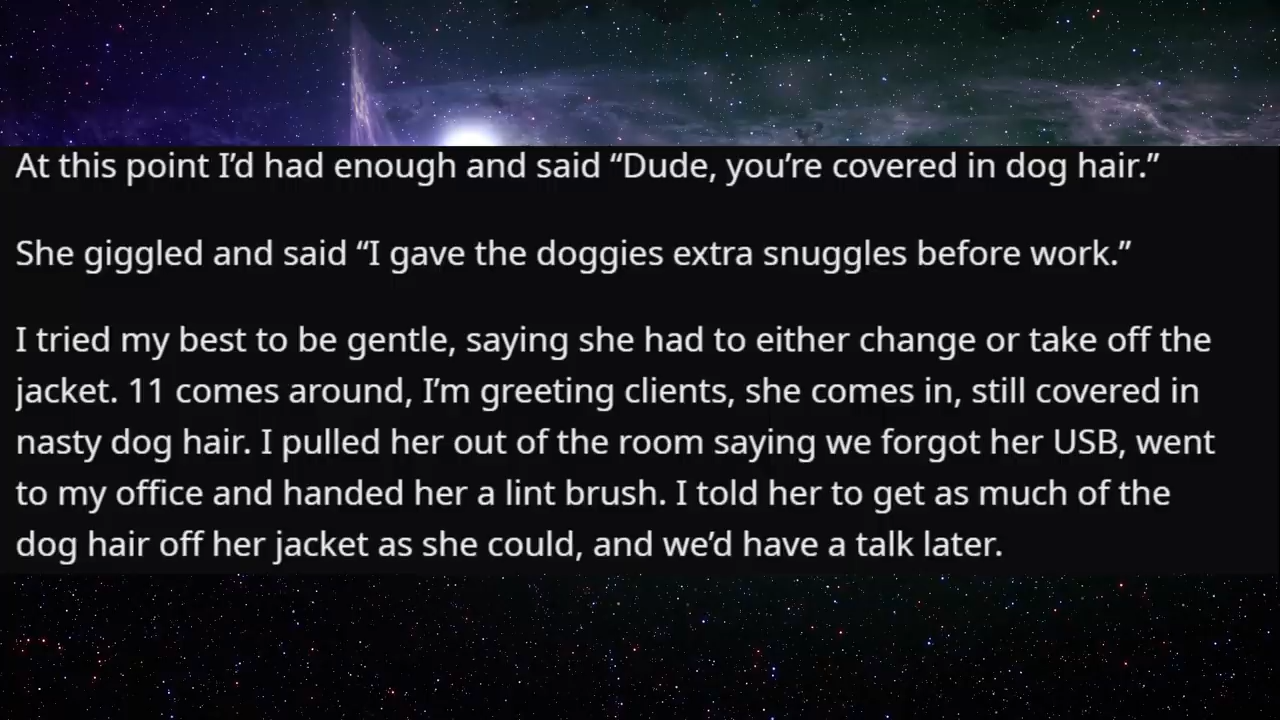 At this point I’d had enough and said “Dude, you’re covered in dog hair.”
She giggled and said “I gave the doggies extra snuggles before work.”
I tried my best to be gentle, saying she had to either change or take off the
jacket. 11 comes around, I’m greeting clients, she comes in, still covered in
nasty dog hair. I pulled her out of the room saying we forgot her USB, went
to my office and handed her a lint brush. I told her to get as much of the
dog hair off her jacket as she could, and we’d have a talk later.